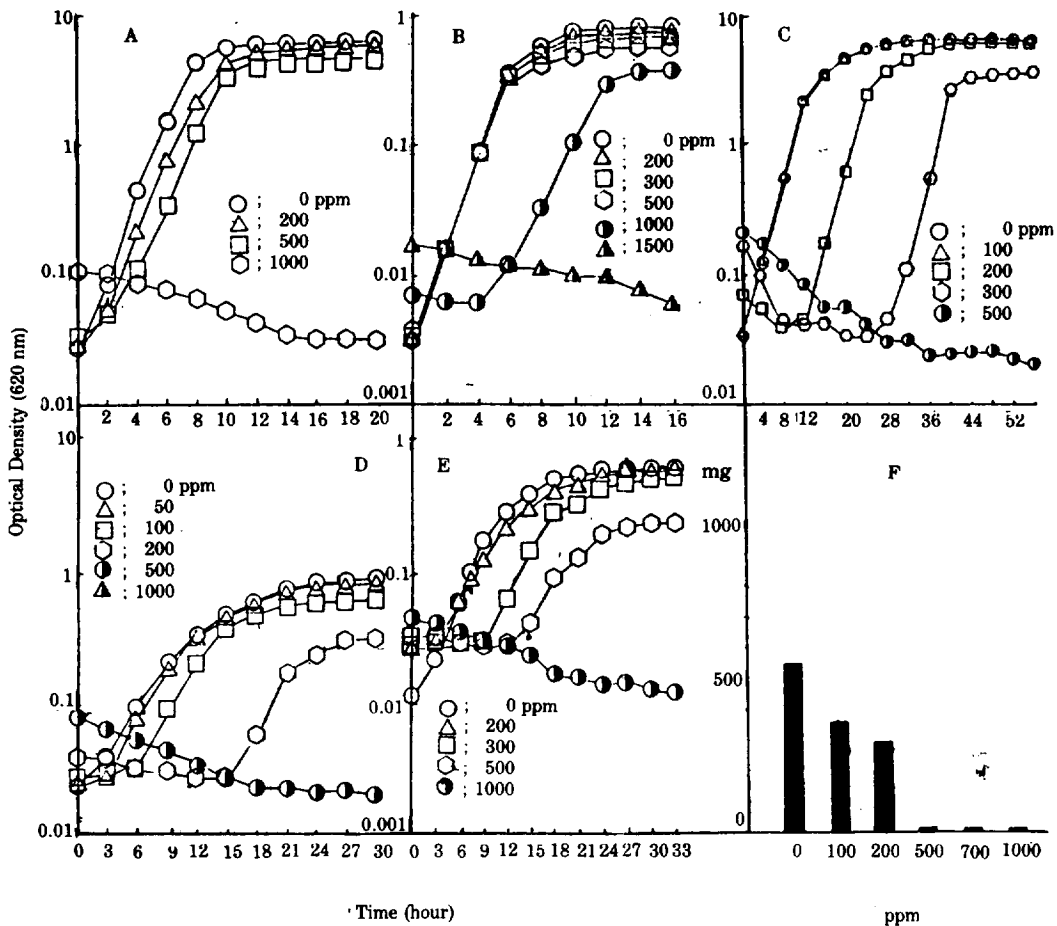 Optical Density (620 nm)
A
10
1
0.10
0.01
; 0 ppm
; 200
; 500
; 1000
0 2 4 6 8 10 12 14 18 20
B
1
0.1
0.01
0.001
; 0 ppm
; 200
; 300
; 500
; 1000
; 1500
2 4 6 8 10 12 14 16
C
10
1
0.1
0.01
; 0 ppm
; 100
; 200
; 300
; 500
4 8 12 20 28 36 44 52
D
10
1
0.1
0.01
; 0 ppm
; 50
; 100
; 200
; 500
; 1000
0 3 6 9 12 15 18 21 24 27 30
E
1
0.1
0.01
0.001
; 0 ppm
; 200
; 300
; 500
; 1000
0 3 6 9 12 15 18 21 24 27 30 33
F
mg
1000
500
0
0 100 200 500 700 1000
Time (hour)
ppm